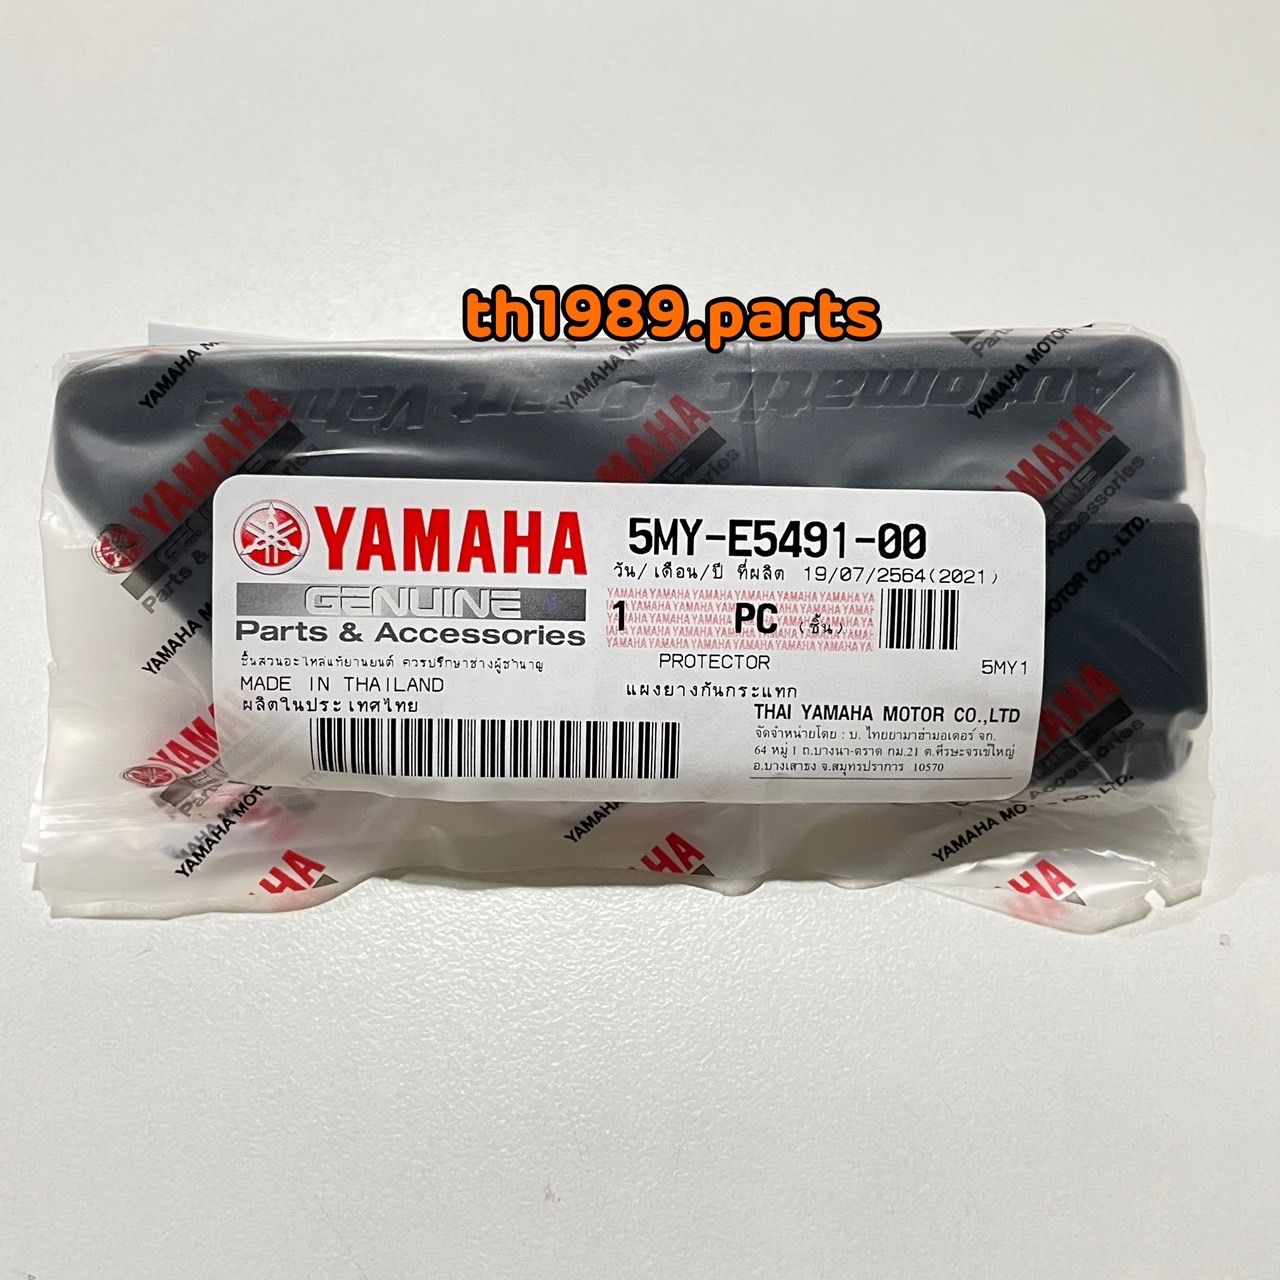 th1989.parts
Automatic Smart Vehicle
YAMAHA
GENUINE
Parts & Accessories
ชิ้นส่วนอะไหล่แท้ยานยนต์ ควรปรึกษาช่างผู้ชำนาญ
MADE IN THAILAND
ผลิตในประเทศไทย
5MY-E5491-00
วัน/เดือน/ปี ที่ผลิต 19/07/2564(2021)
1 PC (ชิ้น)
PROTECTOR 5MY1
แผงยางกันกระแทก
THAI YAMAHA MOTOR CO.,LTD
จัดจำหน่ายโดย : บ. ไทยยามาฮ่ามอเตอร์ จก.
64 หมู่ 1 ถ.บางนา-ตราด กม.21 ต.ศีรษะจรเข้ใหญ่
อ.บางเสาธง จ.สมุทรปราการ 10570